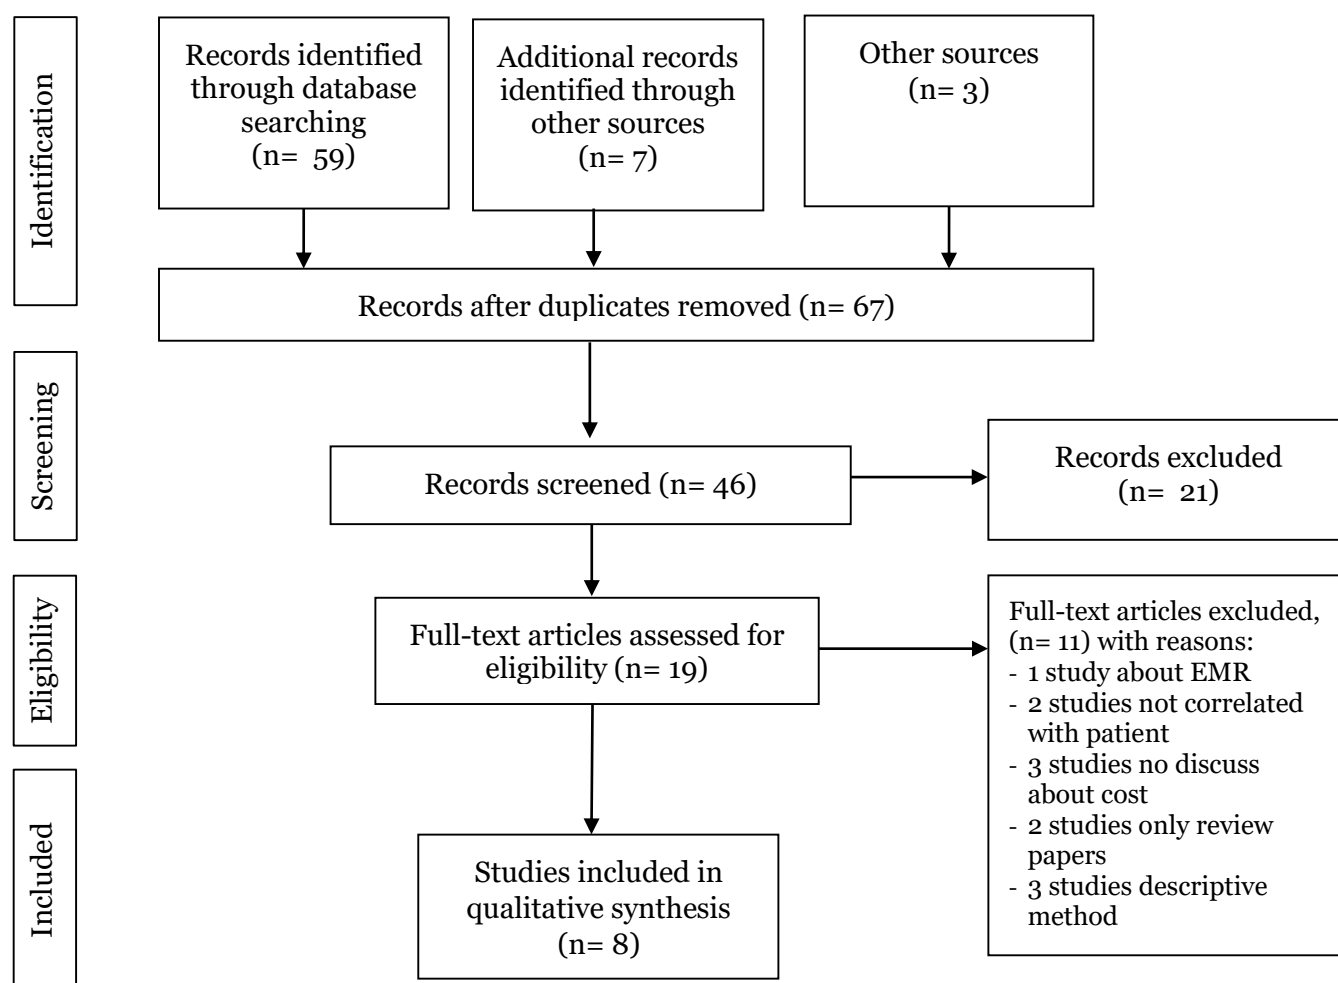 Identification
Records identified
through database
searching
(n=  59)
Additional records
identified through
other sources
(n= 7)
Other sources
(n= 3)
Records after duplicates removed (n= 67)
Screening
Records screened (n= 46)
Records excluded
(n=  21)
Eligibility
Full-text articles assessed for
eligibility (n= 19)
Full-text articles excluded,
(n= 11) with reasons:
- 1 study about EMR
- 2 studies not correlated
with patient
- 3 studies no discuss
about cost
- 2 studies only review
papers
- 3 studies descriptive
method
Included
Studies included in
qualitative synthesis
(n= 8)